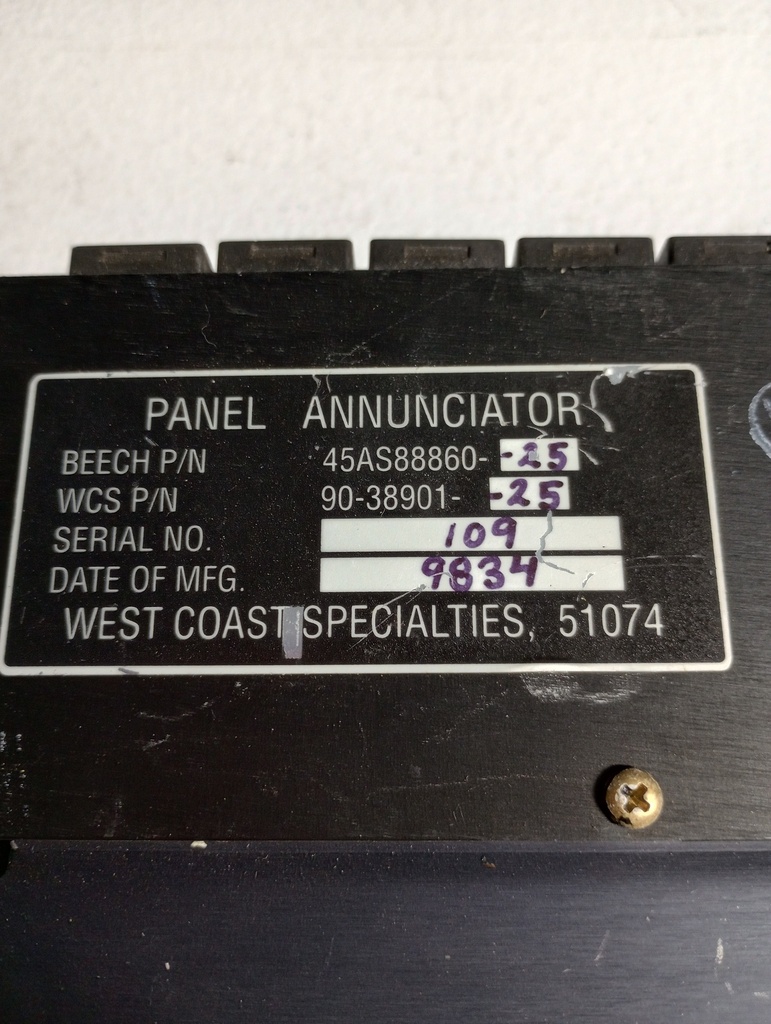 PANEL ANNUNCIATOR
BEECH P/N 45AS88860- -25
WCS P/N 90-38901- -25
SERIAL NO. 109
DATE OF MFG. 9834
WEST COAST SPECIALTIES, 51074